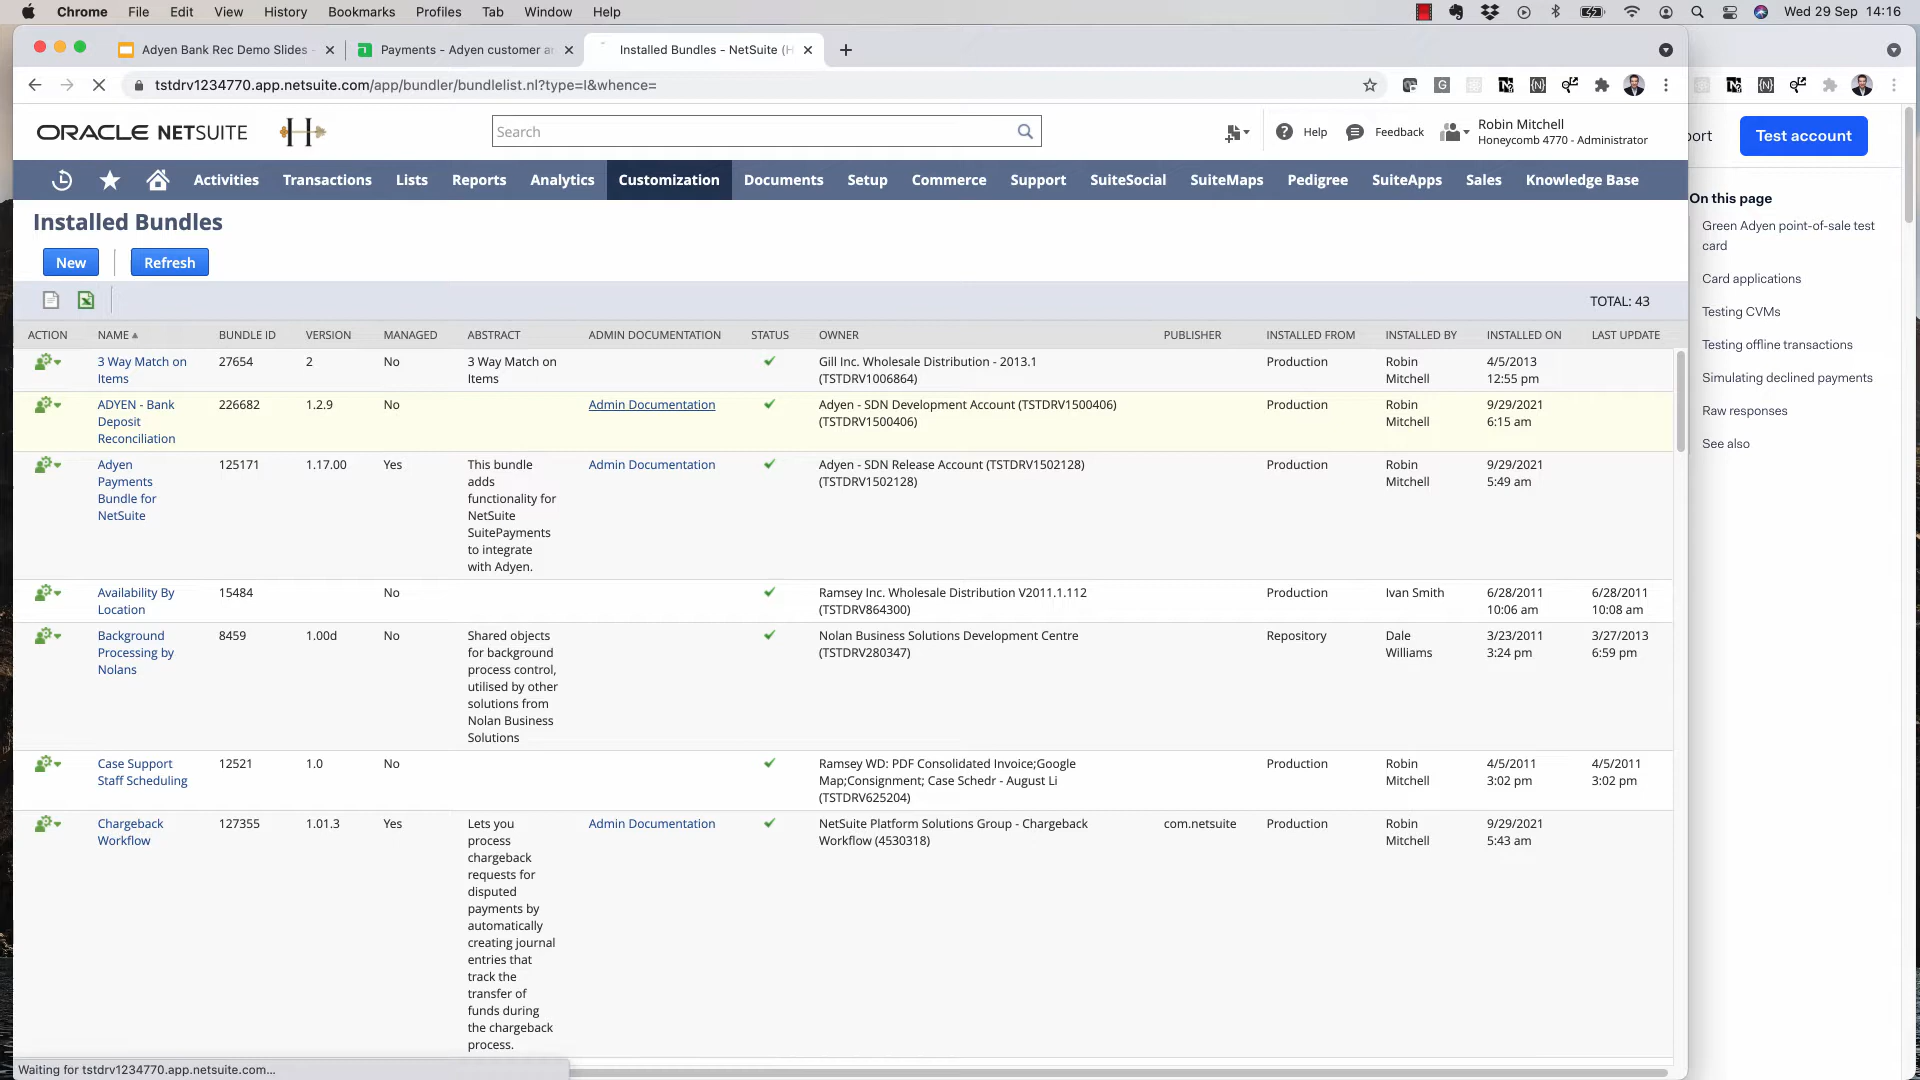 Chrome File Edit View History Bookmarks Profiles Tab Window Help Wed 29 Sep 14:16
Adyen Bank Rec Demo Slides - Payments - Adyen customer a Installed Bundles - NetSuite (H
tstdrv1234770.app.netsuite.com/app/bundler/bundlelist.nl?type=I&whence=
ORACLE NETSUITE Search Help Feedback Robin Mitchell
Honeycomb 4770 - Administrator
port Test account
Activities Transactions Lists Reports Analytics Customization Documents Setup Commerce Support SuiteSocial SuiteMaps Pedigree SuiteApps Sales Knowledge Base
Installed Bundles
New Refresh
TOTAL: 43
ACTION NAME BUNDLE ID VERSION MANAGED ABSTRACT ADMIN DOCUMENTATION STATUS OWNER PUBLISHER INSTALLED FROM INSTALLED BY INSTALLED ON LAST UPDATE
3 Way Match on 27654 2 No 3 Way Match on Gill Inc. Wholesale Distribution - 2013.1 Production Robin 4/5/2013
Items Items (TSTDRV1006864) Mitchell 12:55 pm
ADYEN - Bank 226682 1.2.9 No Admin Documentation Adyen - SDN Development Account (TSTDRV1500406) Production Robin 9/29/2021
Deposit (TSTDRV1500406) Mitchell 6:15 am
Reconciliation
Adyen 125171 1.17.00 Yes This bundle Admin Documentation Adyen - SDN Release Account (TSTDRV1502128) Production Robin 9/29/2021
Payments adds (TSTDRV1502128) Mitchell 5:49 am
Bundle for functionality for
NetSuite NetSuite
SuitePayments
to integrate
with Adyen.
Availability By 15484 No Ramsey Inc. Wholesale Distribution V2011.1.112 Production Ivan Smith 6/28/2011 6/28/2011
Location (TSTDRV864300) 10:06 am 10:08 am
Background 8459 1.00d No Shared objects Nolan Business Solutions Development Centre Repository Dale 3/23/2011 3/27/2013
Processing by for background (TSTDRV280347) Williams 3:24 pm 6:59 pm
Nolans process control,
utilised by other
solutions from
Nolan Business
Solutions
Case Support 12521 1.0 No Ramsey WD: PDF Consolidated Invoice;Google Production Robin 4/5/2011 4/5/2011
Staff Scheduling Map;Consignment; Case Schedr - August Li Mitchell 3:02 pm 3:02 pm
(TSTDRV625204)
Chargeback 127355 1.01.3 Yes Lets you Admin Documentation NetSuite Platform Solutions Group - Chargeback com.netsuite Production Robin 9/29/2021
Workflow process Workflow (4530318) Mitchell 5:43 am
chargeback
requests for
disputed
payments by
automatically
creating journal
entries that
track the
transfer of
funds during
the chargeback
process.
Waiting for tstdrv1234770.app.netsuite.com...
On this page
Green Adyen point-of-sale test
card
Card applications
Testing CVMs
Testing offline transactions
Simulating declined payments
Raw responses
See also